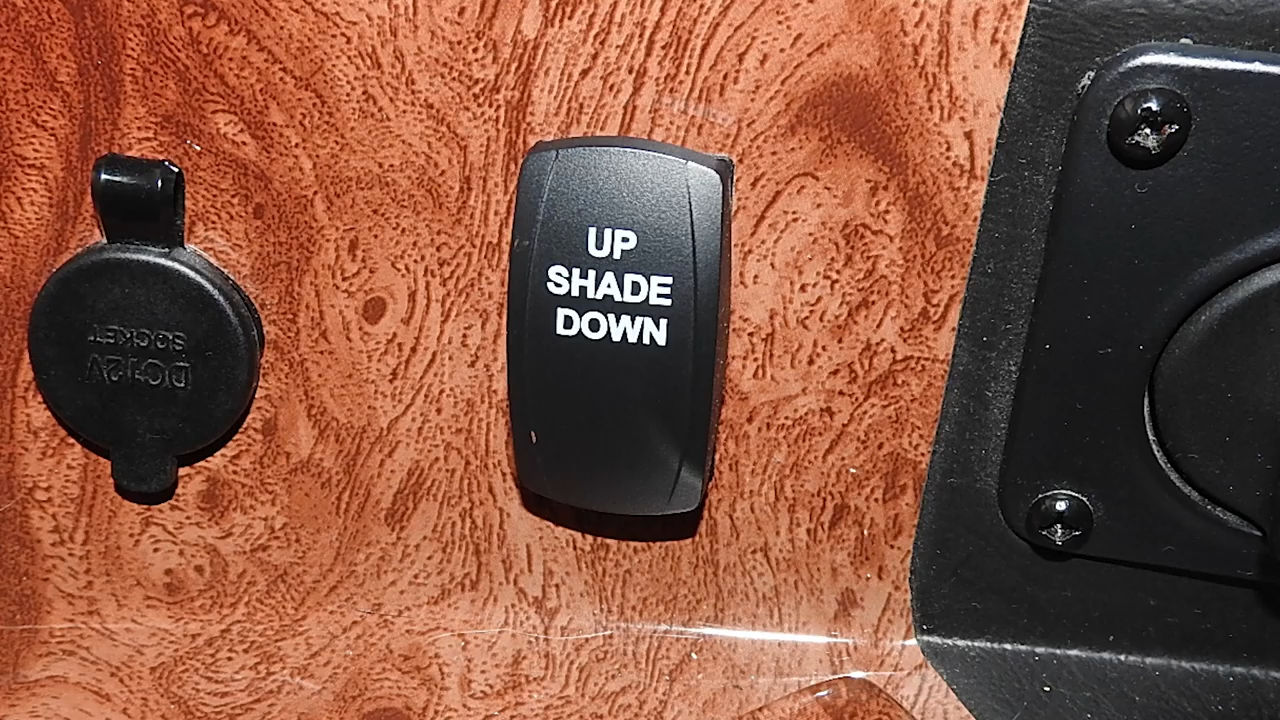 UP
SHADE
DOWN
DC12V
SOCKET